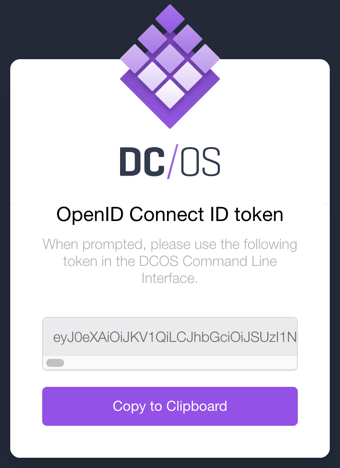 DC/OS
OpenID Connect ID token
When prompted, please use the following
token in the DCOS Command Line
Interface.
eyJ0eXAiOiJKV1QiLCJhbGciOiJSUzI1N
Copy to Clipboard